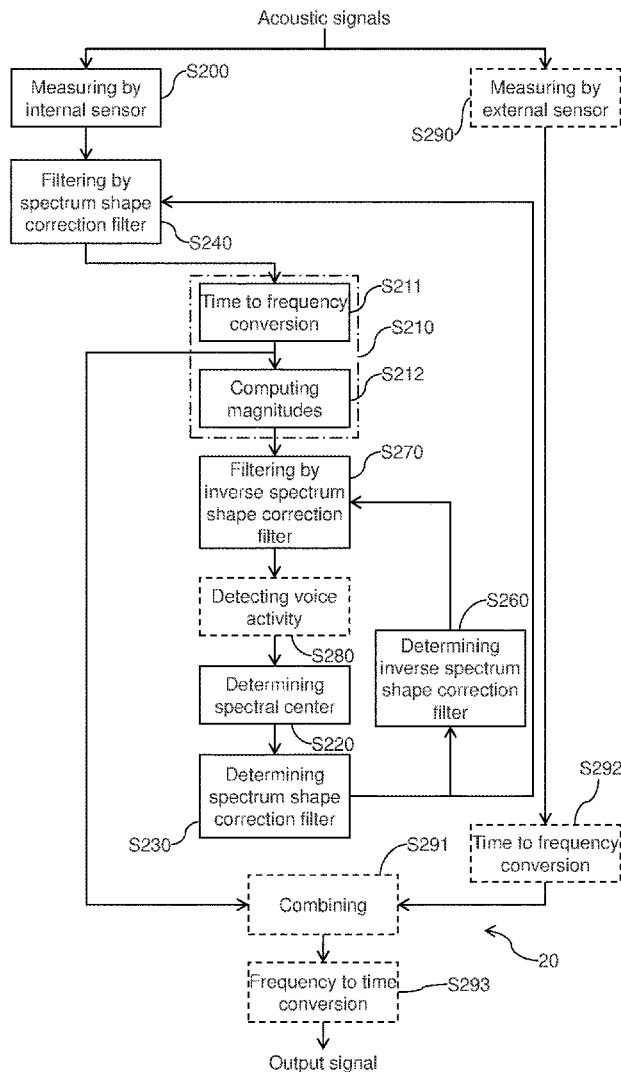 Acoustic signals
Measuring by
internal sensor
S200
Measuring by
external sensor
S290
Filtering by
spectrum shape
correction filter
S240
Time to frequency
conversion
S211
S210
Computing
magnitudes
S212
Filtering by
inverse spectrum
shape correction
filter
S270
Detecting voice
activity
S280
S260
Determining
inverse spectrum
shape correction
filter
Determining
spectral center
S220
Determining
spectrum shape
correction filter
S230
S292
Time to frequency
conversion
S291
Combining
20
Frequency to time
conversion
S293
Output signal